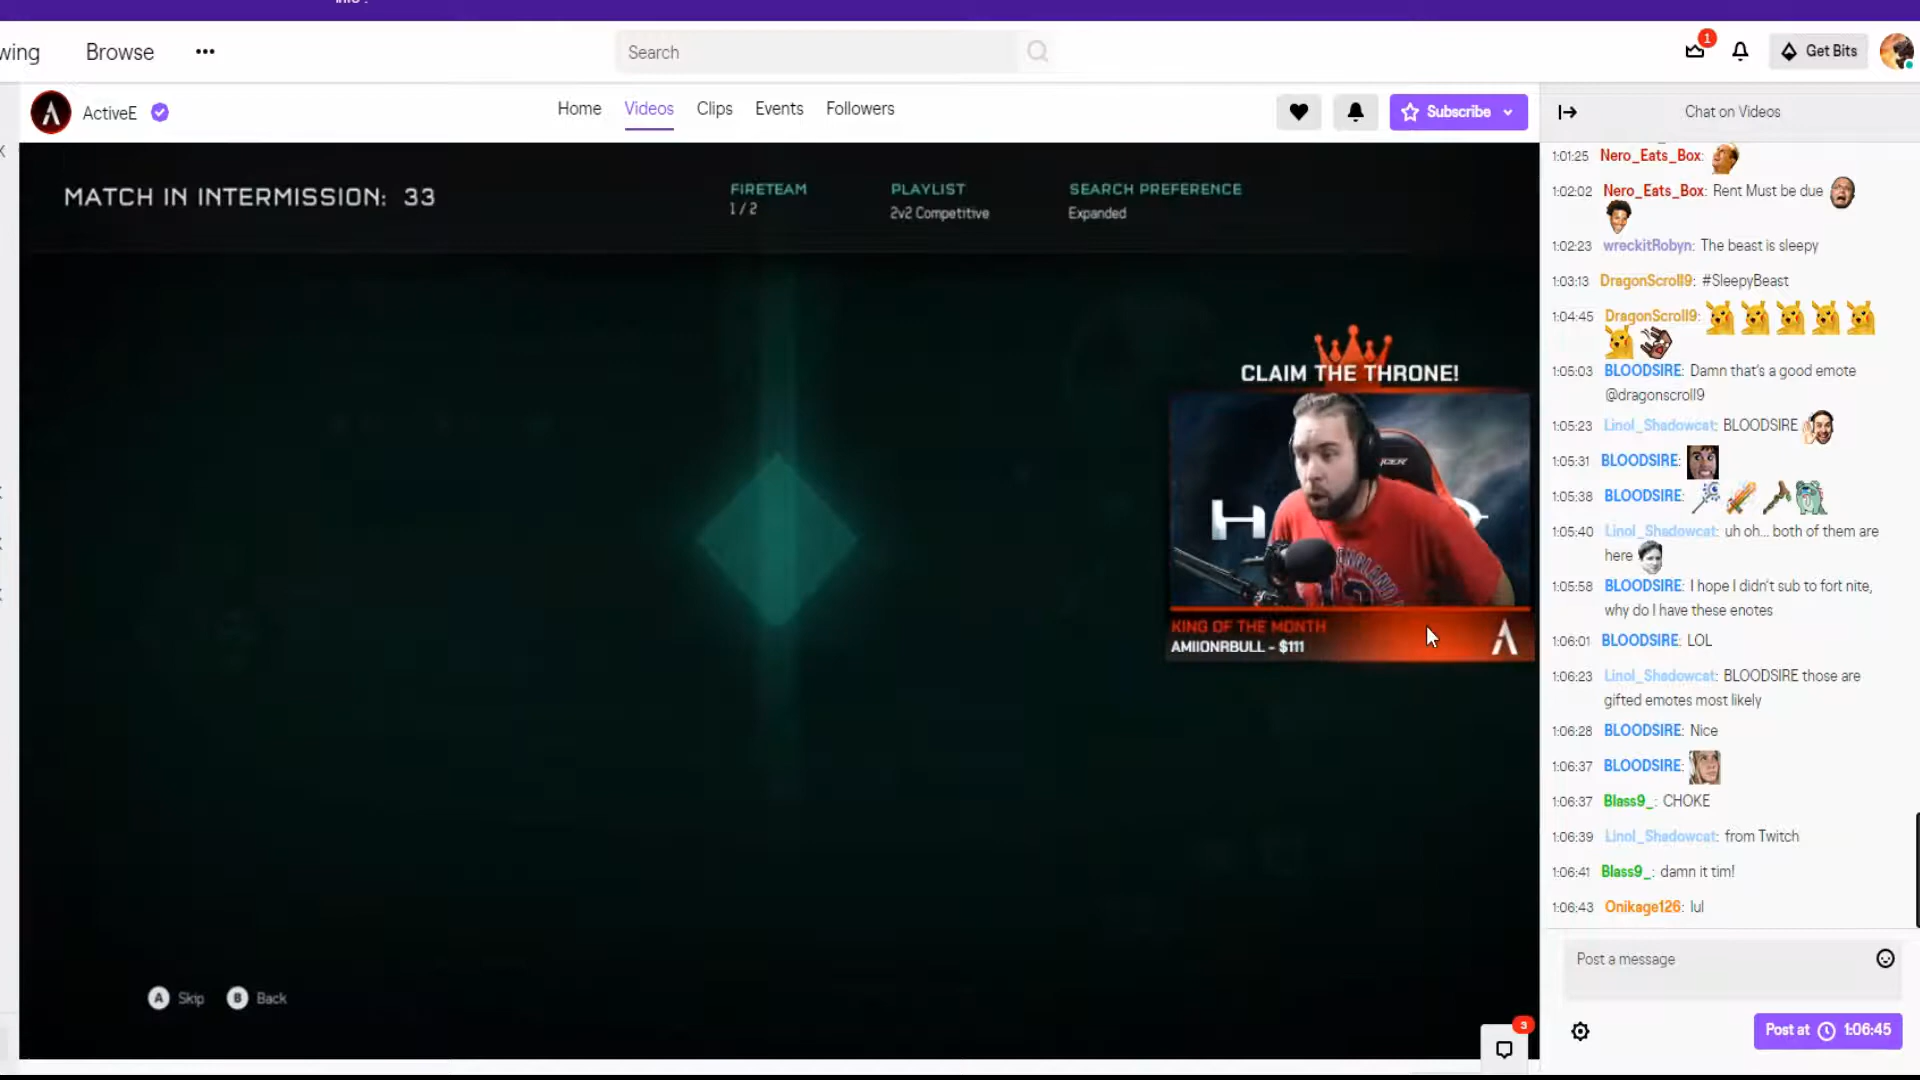 wing
Browse
Search
1
Get Bits
ActiveE
Home
Videos
Clips
Events
Followers
Subscribe
Chat on Videos
MATCH IN INTERMISSION: 33
FIRETEAM
1/2
PLAYLIST
2v2 Competitive
SEARCH PREFERENCE
Expanded
CLAIM THE THRONE!
KING OF THE MONTH
AMIIONRBULL - $111
A Skip
B Back
3
1:01:25 Nero_Eats_Box:
1:02:02 Nero_Eats_Box: Rent Must be due
1:02:23 wreckitRobyn: The beast is sleepy
1:03:13 DragonScroll9: #SleepyBeast
1:04:45 DragonScroll9:
1:05:03 BLOODSIRE: Damn that's a good emote
@dragonscroll9
1:05:23 Linol_Shadowcat: BLOODSIRE
1:05:31 BLOODSIRE:
1:05:38 BLOODSIRE:
1:05:40 Linol_Shadowcat: uh oh... both of them are
here
1:05:58 BLOODSIRE: I hope I didn't sub to fort nite,
why do I have these enotes
1:06:01 BLOODSIRE: LOL
1:06:23 Linol_Shadowcat: BLOODSIRE those are
gifted emotes most likely
1:06:28 BLOODSIRE: Nice
1:06:37 BLOODSIRE:
1:06:37 Blass9_: CHOKE
1:06:39 Linol_Shadowcat: from Twitch
1:06:41 Blass9_: damn it tim!
1:06:43 Onikage126: lul
Post a message
Post at 1:06:45